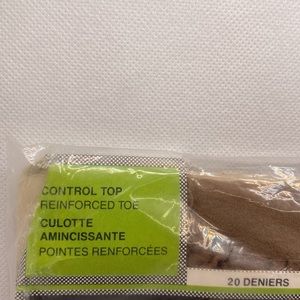 CONTROL TOP
REINFORCED TOE
CULOTTE
AMINCISSANTE
POINTES RENFORCÉES
20 DENIERS